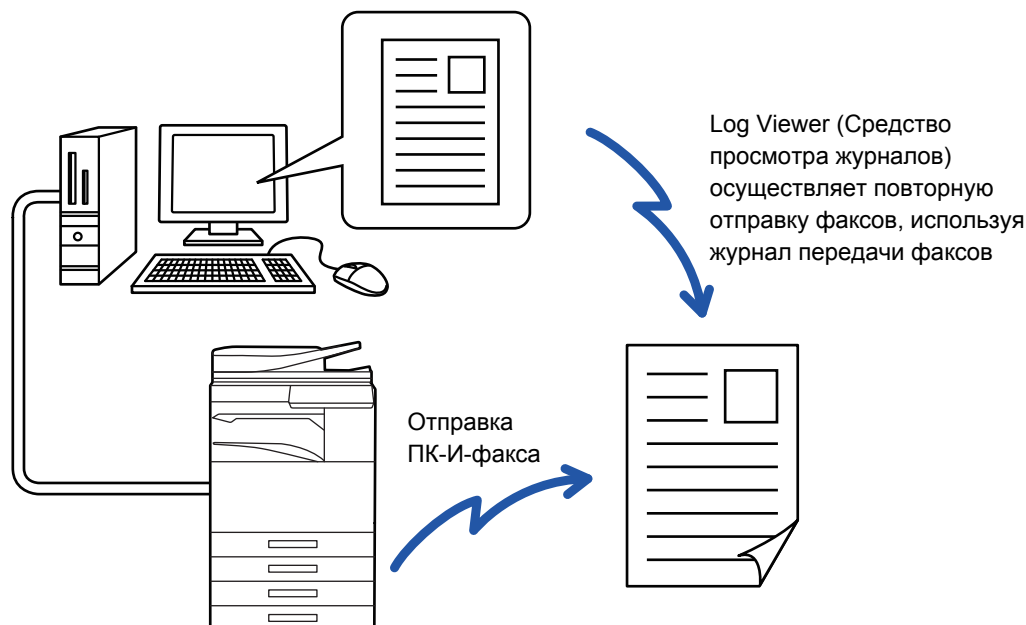 Log Viewer (Средство
просмотра журналов)
осуществляет повторную
отправку факсов, используя
журнал передачи факсов
Отправка
ПК-И-факса